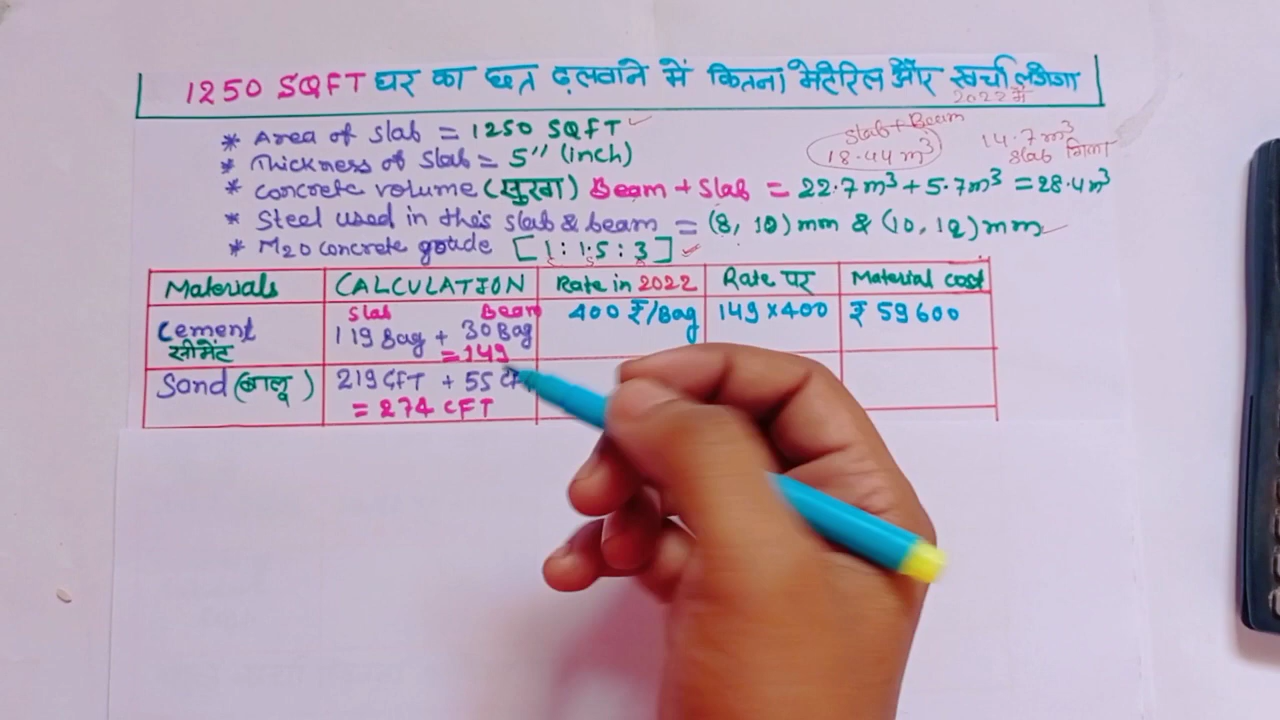 1250 SQFT घर का छत ढ़लवाने में कितना मेटेरिल और खर्चा लगेगा
2022 में
* Area of slab = 1250 SQFT
* Thickness of slab = 5" (inch)
slab + Beam
18.44 m³
14.7 m³
slab गिला
* Concrete volume (सुखा) Beam + slab = 22.7 m³ + 5.7 m³ = 28.4 m³
* Steel used in this slab & beam = (8, 10) mm & (10, 12) mm
* M20 concrete grade [1 : 1.5 : 3]
Materials CALCULATION Rate in 2022 Rate पर Material cost
Slab Beam
Cement 119 Bag + 30 Bag 400 ₹/Bag 149 x 400 ₹ 59600
सीमेंट = 149
Sand (बालू) 219 CFT + 55
= 274 CFT